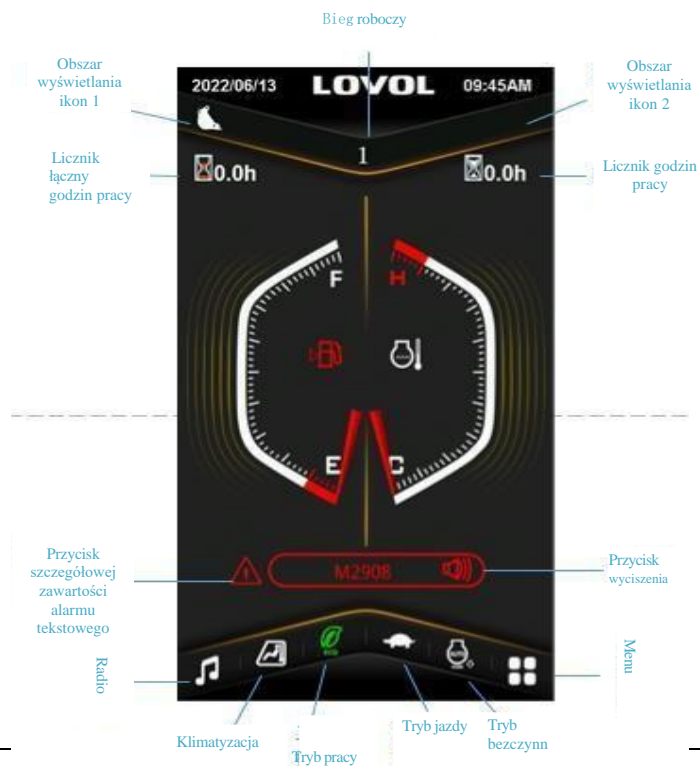 Bieg roboczy
Obszar
wyświetlania
ikon 1
Obszar
wyświetlania
ikon 2
2022/06/13
LOVOL
09:45AM
1
Licznik
łączny
godzin pracy
0.0h
0.0h
Licznik godzin
pracy
F
H
E
C
Przycisk
szczegółowej
zawartości
alarmu
tekstowego
M2908
Przycisk
wyciszenia
Radio
eco
Menu
Klimatyzacja
Tryb pracy
Tryb jazdy
Tryb
bezczynn